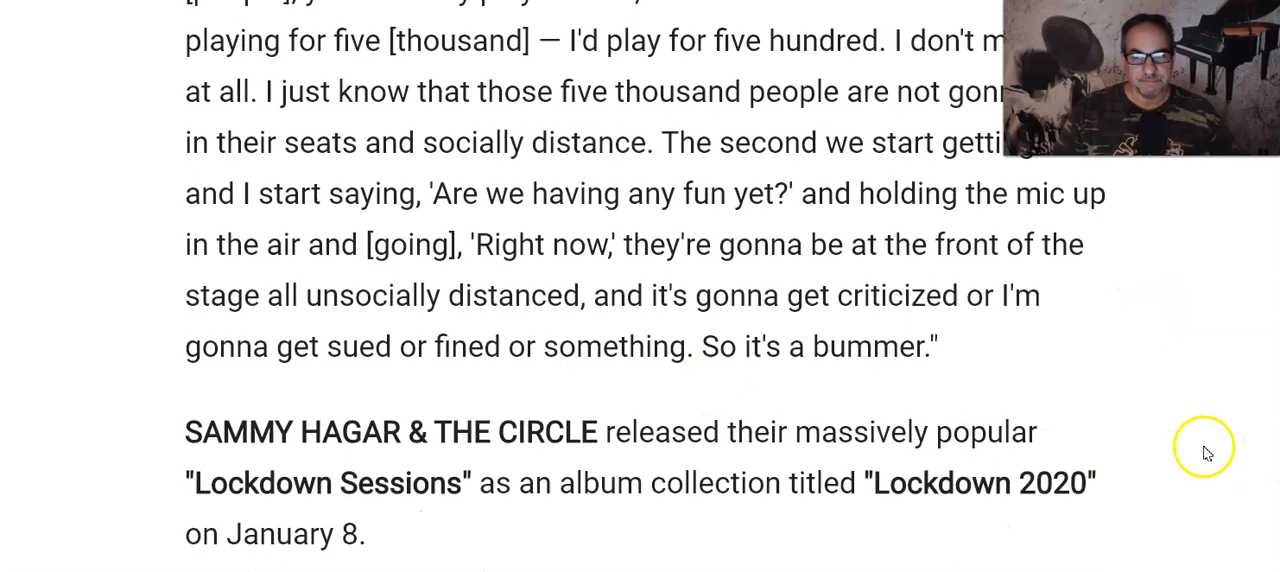 playing for five [thousand] — I'd play for five hundred. I don't
at all. I just know that those five thousand people are not
in their seats and socially distance. The second we start
and I start saying, 'Are we having any fun yet?' and holding the mic up
in the air and [going], 'Right now,' they're gonna be at the front of the
stage all unsocially distanced, and it's gonna get criticized or I'm
gonna get sued or fined or something. So it's a bummer."
SAMMY HAGAR & THE CIRCLE released their massively popular
"Lockdown Sessions" as an album collection titled "Lockdown 2020"
on January 8.